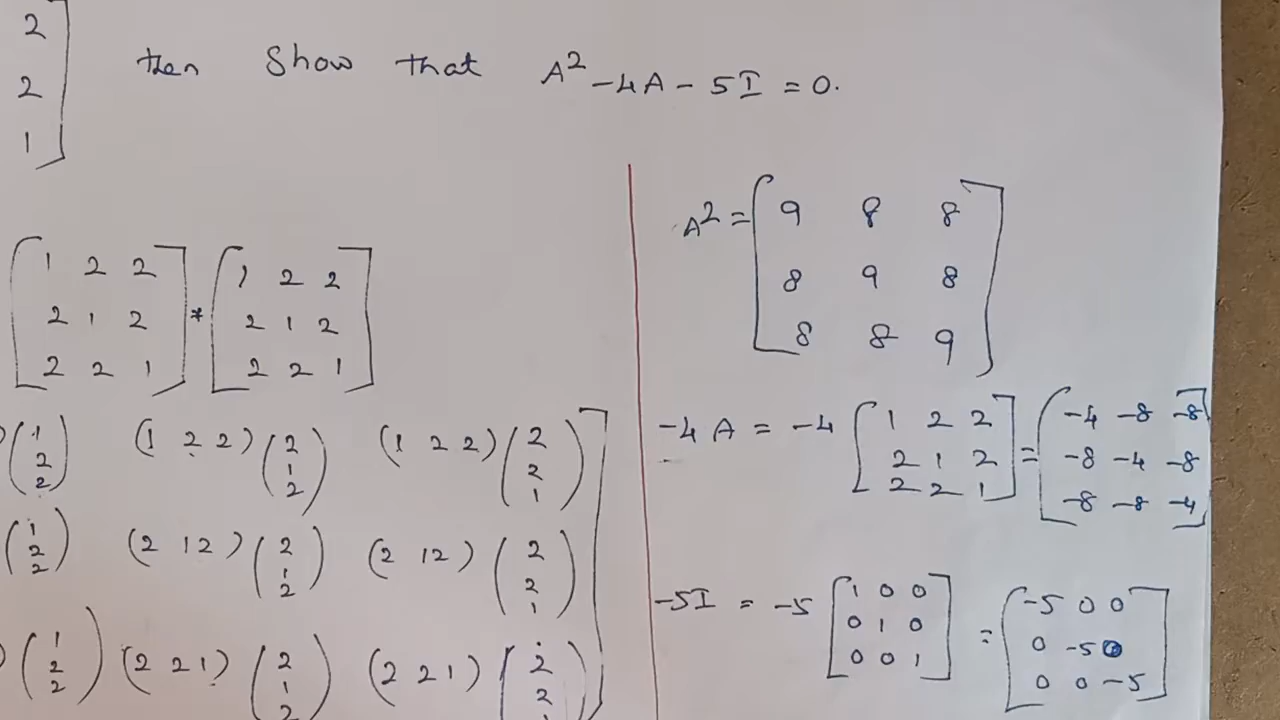 2
2 then Show that A² - 4A - 5I = 0.
1
[1 2 2
2 1 2
2 2 1] * [1 2 2
2 1 2
2 2 1]
)(1
2
2) (1 2 2)(2
1
2) (1 2 2)(2
2
1)
(1
2
2) (2 12)(2
1
2) (2 12)(2
2
1)
)(1
2
2) (2 2 1)(2
1
2 (2 2 1)(2
2
A² = [9 8 8
8 9 8
8 8 9]
-4A = -4 [1 2 2
2 1 2
2 2 1] = [-4 -8 -8
-8 -4 -8
-8 -8 -4]
-5I = -5 [1 0 0
0 1 0
0 0 1] = [-5 0 0
0 -5 0
0 0 -5]